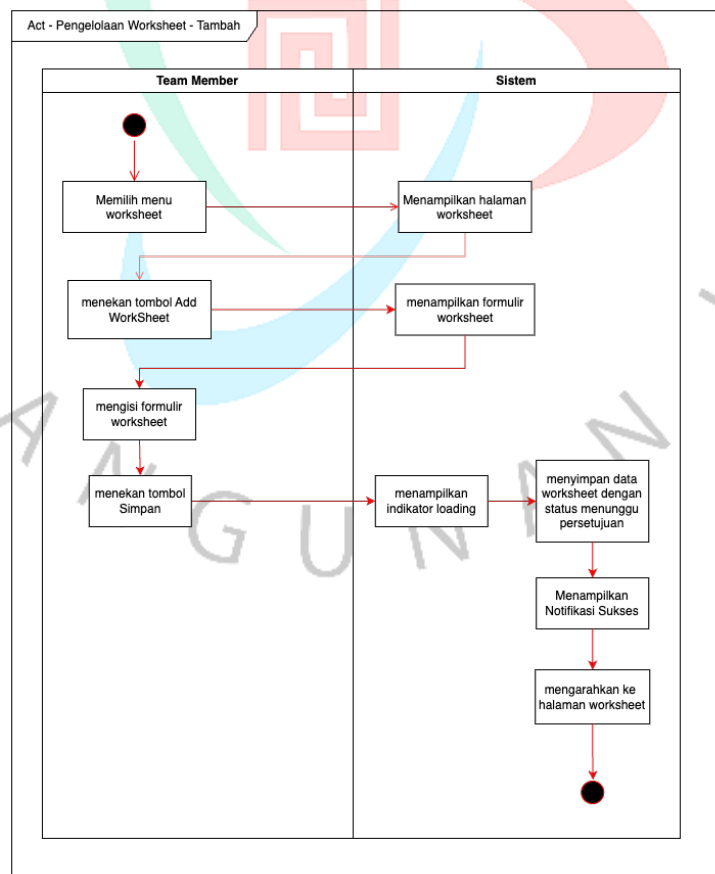 Act - Pengelolaan Worksheet - Tambah
Team Member
Sistem
Memilih menu
worksheet
Menampilkan halaman
worksheet
menekan tombol Add
WorkSheet
menampilkan formulir
worksheet
mengisi formulir
worksheet
menekan tombol
Simpan
menampilkan
indikator loading
menyimpan data
worksheet dengan
status menunggu
persetujuan
Menampilkan
Notifikasi Sukses
mengarahkan ke
halaman worksheet
ANGUNAN